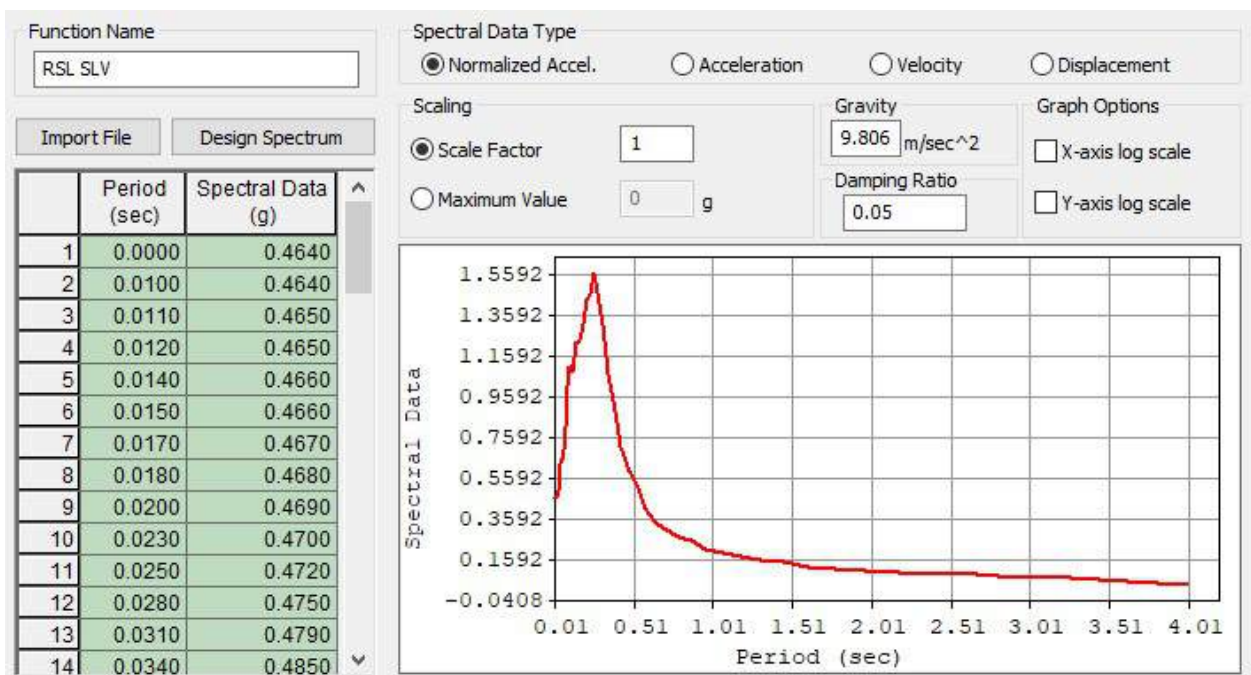 Function Name
RSL SLV
Import File Design Spectrum
Period (sec) Spectral Data (g)
1 0.0000 0.4640
2 0.0100 0.4640
3 0.0110 0.4650
4 0.0120 0.4650
5 0.0140 0.4660
6 0.0150 0.4660
7 0.0170 0.4670
8 0.0180 0.4680
9 0.0200 0.4690
10 0.0230 0.4700
11 0.0250 0.4720
12 0.0280 0.4750
13 0.0310 0.4790
14 0.0340 0.4850
Spectral Data Type
Normalized Accel. Acceleration Velocity Displacement
Scaling
Scale Factor 1
Maximum Value 0 g
Gravity
9.806 m/sec^2
Damping Ratio
0.05
Graph Options
X-axis log scale
Y-axis log scale
Spectral Data
1.5592
1.3592
1.1592
0.9592
0.7592
0.5592
0.3592
0.1592
-0.0408
0.01 0.51 1.01 1.51 2.01 2.51 3.01 3.51 4.01
Period (sec)